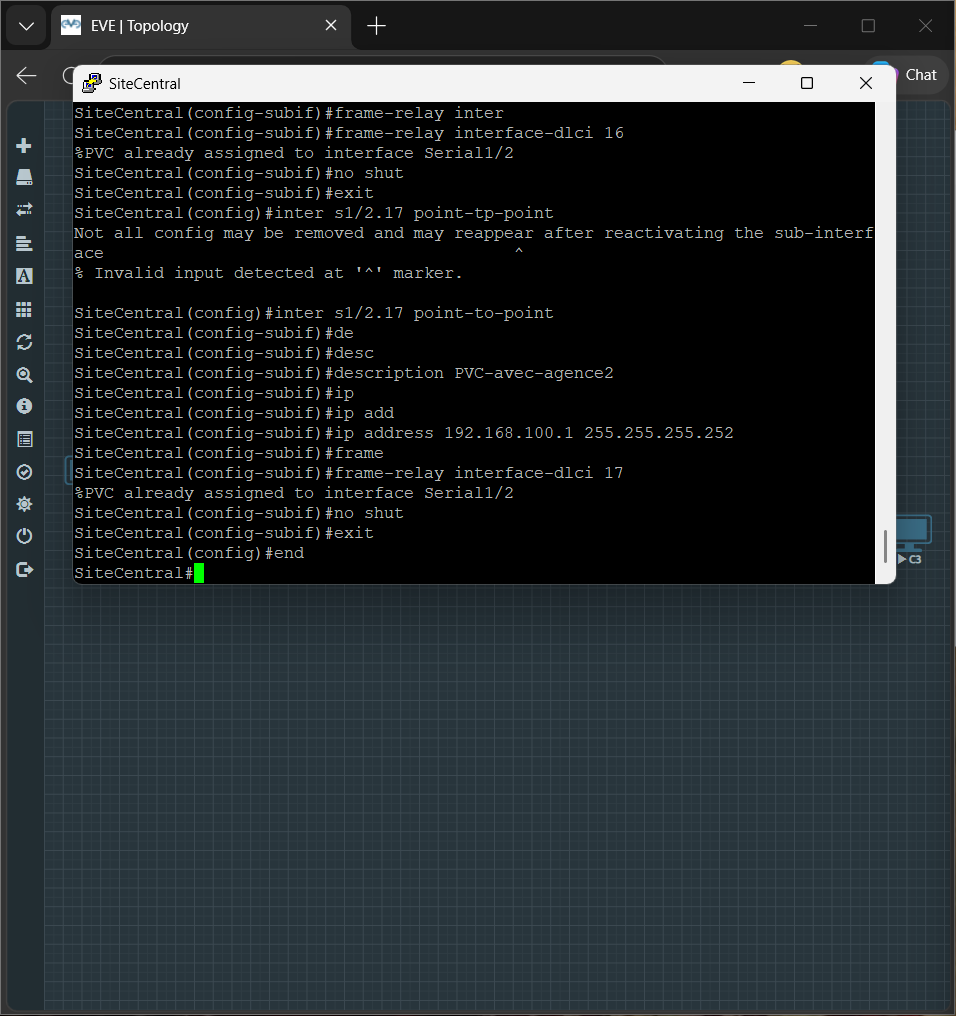 EVE | Topology
Chat
SiteCentral
SiteCentral(config-subif)#frame-relay inter
SiteCentral(config-subif)#frame-relay interface-dlci 16
%PVC already assigned to interface Serial1/2
SiteCentral(config-subif)#no shut
SiteCentral(config-subif)#exit
SiteCentral(config)#inter s1/2.17 point-tp-point
Not all config may be removed and may reappear after reactivating the sub-interf
ace                                         ^
% Invalid input detected at '^' marker.
SiteCentral(config)#inter s1/2.17 point-to-point
SiteCentral(config-subif)#de
SiteCentral(config-subif)#desc
SiteCentral(config-subif)#description PVC-avec-agence2
SiteCentral(config-subif)#ip
SiteCentral(config-subif)#ip add
SiteCentral(config-subif)#ip address 192.168.100.1 255.255.255.252
SiteCentral(config-subif)#frame
SiteCentral(config-subif)#frame-relay interface-dlci 17
%PVC already assigned to interface Serial1/2
SiteCentral(config-subif)#no shut
SiteCentral(config-subif)#exit
SiteCentral(config)#end
SiteCentral#
C3